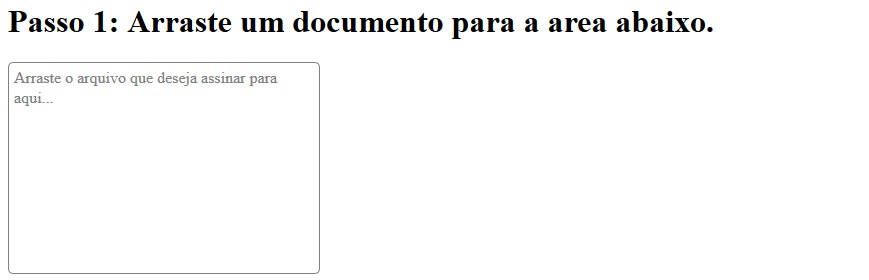 Passo 1: Arraste um documento para a area abaixo.
Arraste o arquivo que deseja assinar para
aqui...